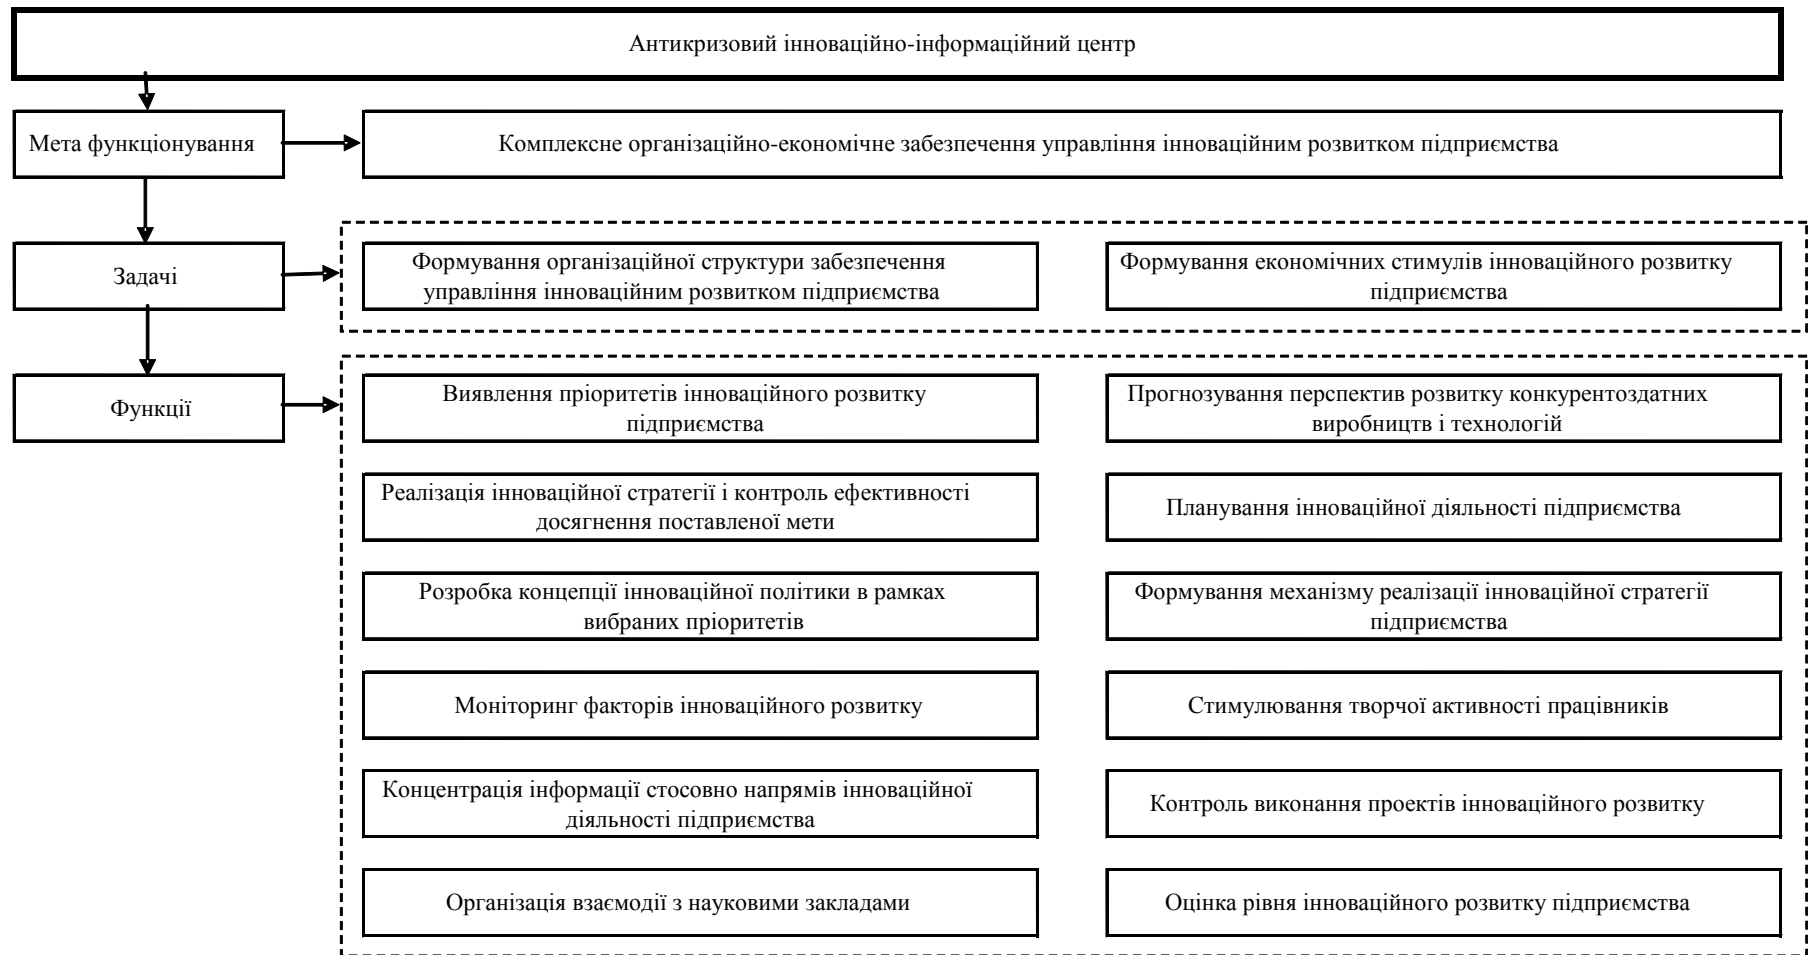 Антикризовий інноваційно-інформаційний центр
Мета функціонування
Комплексне організаційно-економічне забезпечення управління інноваційним розвитком підприємства
Задачі
Формування організаційної структури забезпечення
управління інноваційним розвитком підприємства
Формування економічних стимулів інноваційного розвитку
підприємства
Функції
Виявлення пріоритетів інноваційного розвитку
підприємства
Прогнозування перспектив розвитку конкурентоздатних
виробництв і технологій
Реалізація інноваційної стратегії і контроль ефективності
досягнення поставленої мети
Планування інноваційної діяльності підприємства
Розробка концепції інноваційної політики в рамках
вибраних пріоритетів
Формування механізму реалізації інноваційної стратегії
підприємства
Моніторинг факторів інноваційного розвитку
Стимулювання творчої активності працівників
Концентрація інформації стосовно напрямів інноваційної
діяльності підприємства
Контроль виконання проектів інноваційного розвитку
Організація взаємодії з науковими закладами
Оцінка рівня інноваційного розвитку підприємства